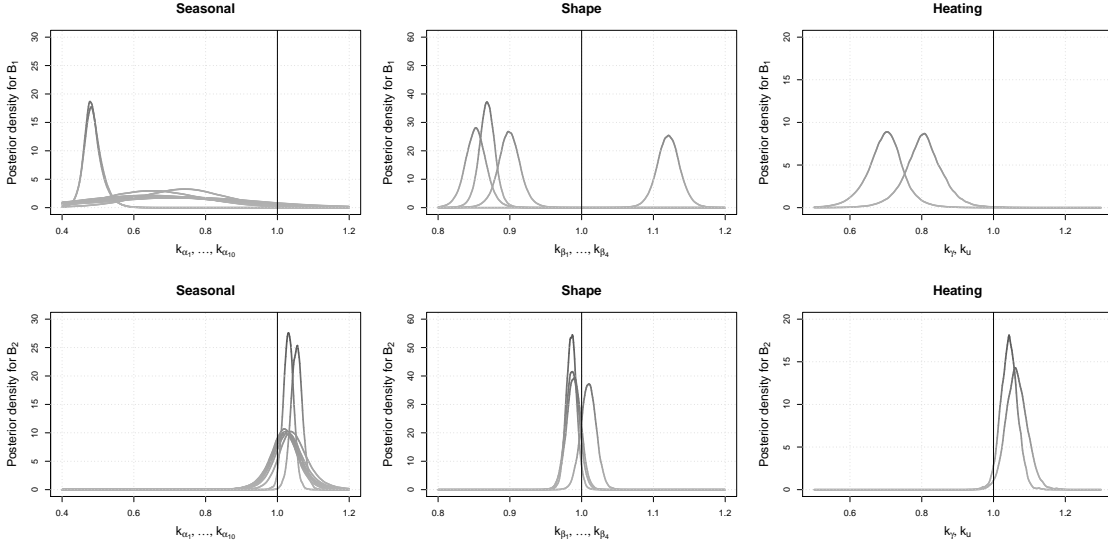 Seasonal
Posterior density for B₁
30
25
20
15
10
5
0
0.4 0.6 0.8 1.0 1.2
k_α₁, …, k_α₁₀
Shape
Posterior density for B₁
60
50
40
30
20
10
0
0.8 0.9 1.0 1.1 1.2
k_β₁, …, k_β₄
Heating
Posterior density for B₁
20
15
10
5
0
0.6 0.8 1.0 1.2
k_γ, k_u
Seasonal
Posterior density for B₂
30
25
20
15
10
5
0
0.4 0.6 0.8 1.0 1.2
k_α₁, …, k_α₁₀
Shape
Posterior density for B₂
60
50
40
30
20
10
0
0.8 0.9 1.0 1.1 1.2
k_β₁, …, k_β₄
Heating
Posterior density for B₂
20
15
10
5
0
0.6 0.8 1.0 1.2
k_γ, k_u